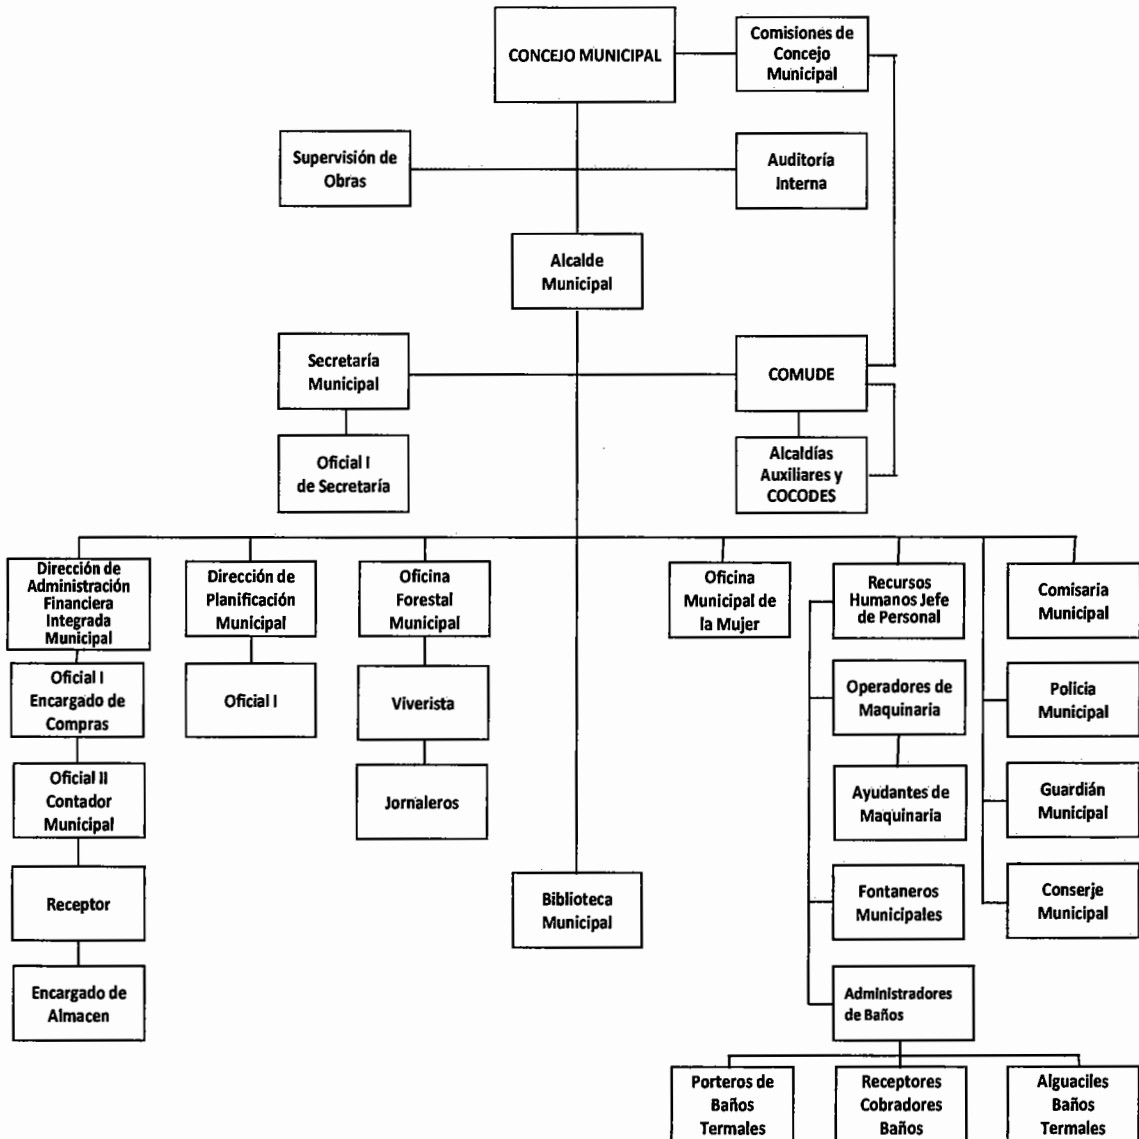 CONCEJO MUNICIPAL
Comisiones de
Concejo
Municipal
Supervisión de
Obras
Auditoría
Interna
Alcalde
Municipal
Secretaría
Municipal
COMUDE
Oficial I
de Secretaría
Alcaldías
Auxiliares y
COCODES
Dirección de
Administración
Financiera
Integrada
Municipal
Dirección de
Planificación
Municipal
Oficina
Forestal
Municipal
Oficina
Municipal de
la Mujer
Recursos
Humanos Jefe
de Personal
Comisaria
Municipal
Oficial I
Encargado de
Compras
Oficial I
Viverista
Operadores de
Maquinaria
Policia
Municipal
Oficial II
Contador
Municipal
Jornaleros
Ayudantes de
Maquinaria
Guardián
Municipal
Receptor
Biblioteca
Municipal
Fontaneros
Municipales
Conserje
Municipal
Encargado de
Almacen
Administradores
de Baños
Porteros de
Baños
Termales
Receptores
Cobradores
Baños
Alguaciles
Baños
Termales